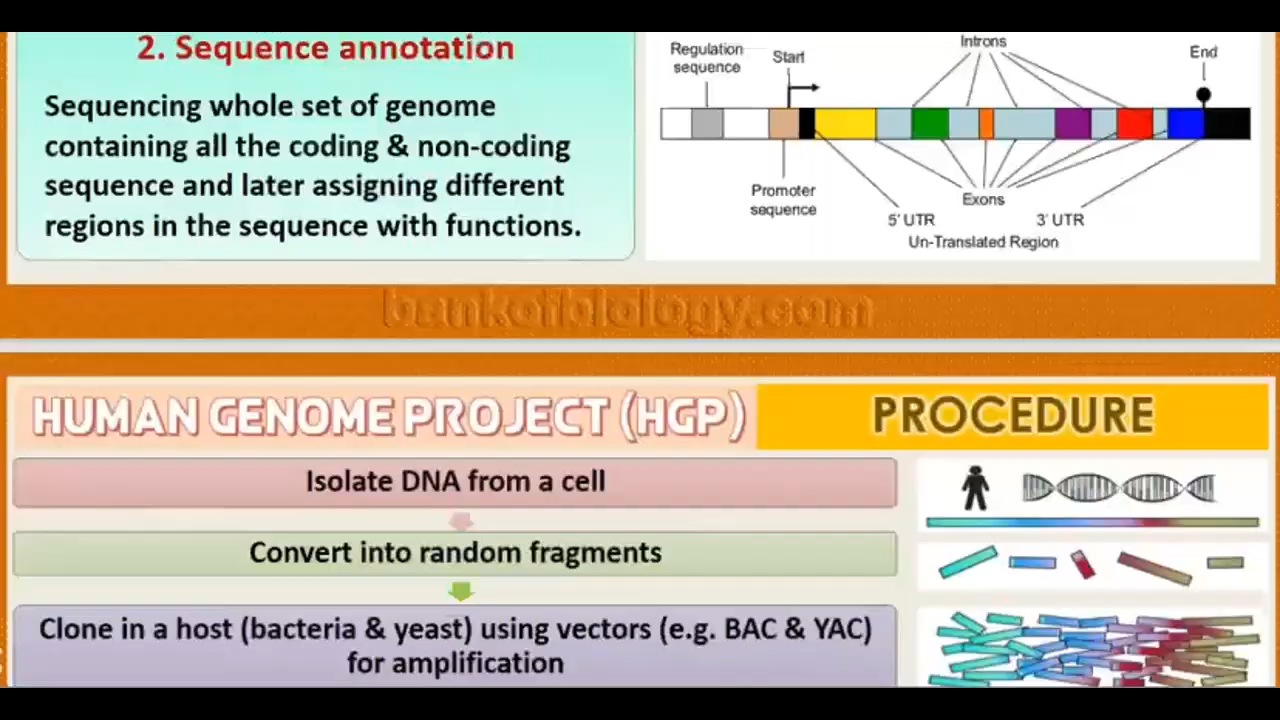 2. Sequence annotation
Sequencing whole set of genome
containing all the coding & non-coding
sequence and later assigning different
regions in the sequence with functions.
Regulation
sequence
Start
Introns
End
Promoter
sequence
Exons
5' UTR
3' UTR
Un-Translated Region
bankofbiology.com
HUMAN GENOME PROJECT (HGP)
PROCEDURE
Isolate DNA from a cell
Convert into random fragments
Clone in a host (bacteria & yeast) using vectors (e.g. BAC & YAC)
for amplification